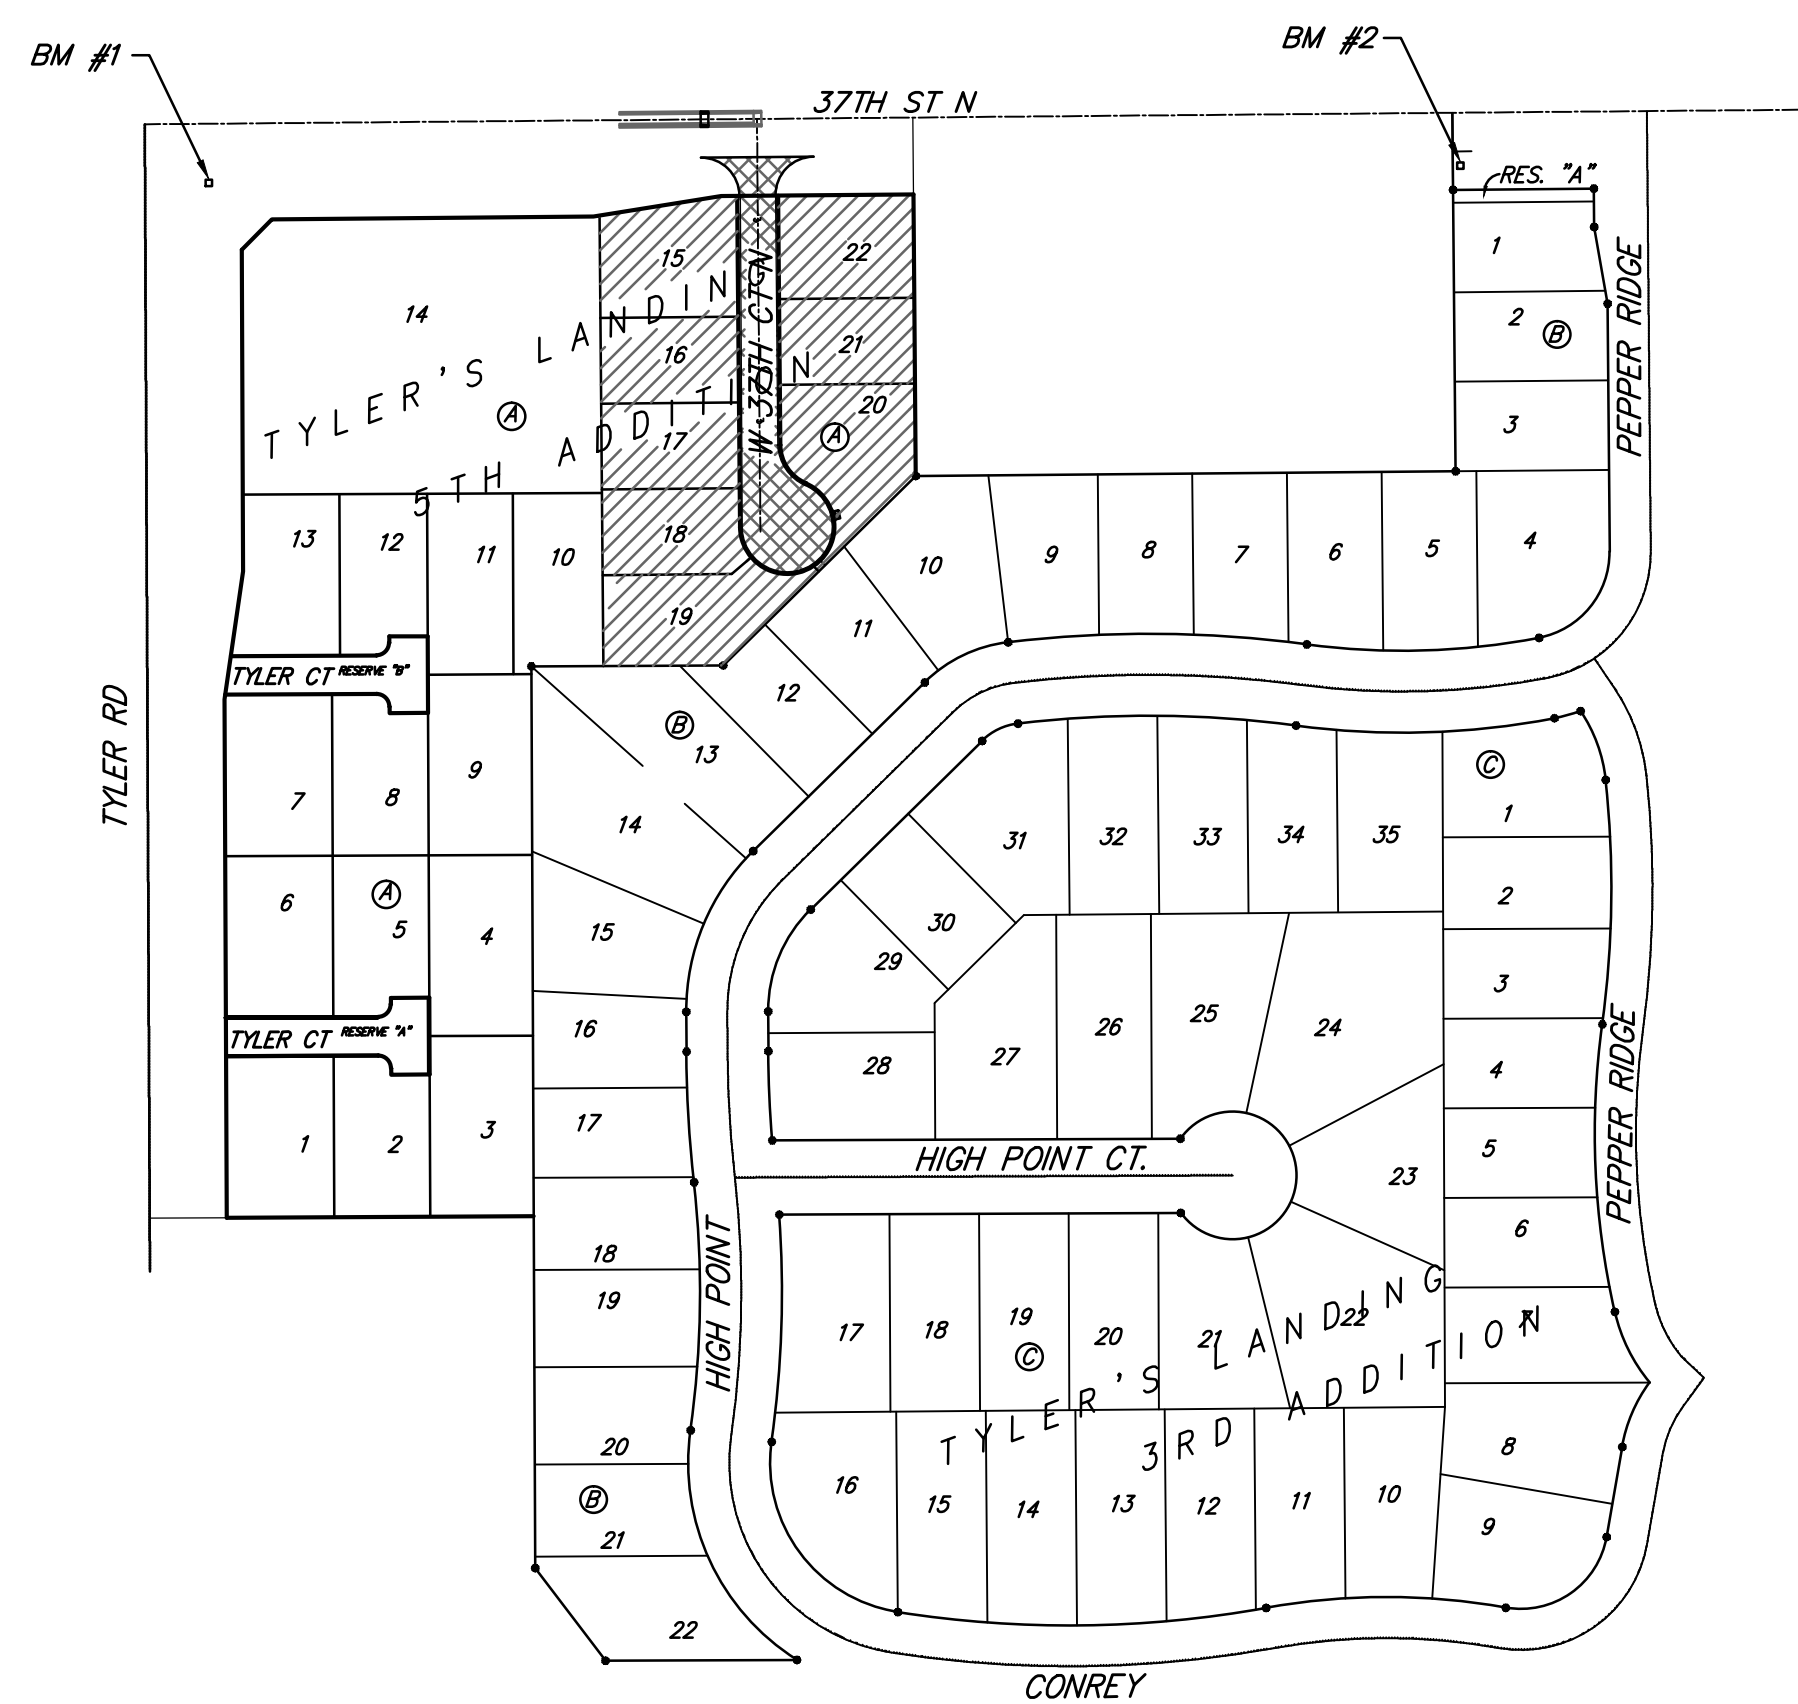 BM #1
BM #2
37TH ST N
RES. "A"
15
22
1
14
2
B
16
21
PEPPER RIDGE
W. 37TH CT N
TYLER'S LANDING
5TH ADDITION
A
20
A
17
3
13
12
11
10
18
10
9
8
7
6
5
4
19
11
TYLER CT
RESERVE "B"
12
B
13
TYLER RD
7
8
9
14
C
1
31
32
33
34
35
6
A
5
4
15
30
29
2
3
16
28
27
26
25
24
4
TYLER CT
RESERVE "A"
1
2
3
17
HIGH POINT CT.
23
5
PEPPER RIDGE
6
18
19
HIGH POINT
17
18
19
C
20
21
22
TYLER'S LANDING
3RD ADDITION
20
B
21
16
15
14
13
12
11
10
8
9
22
CONREY